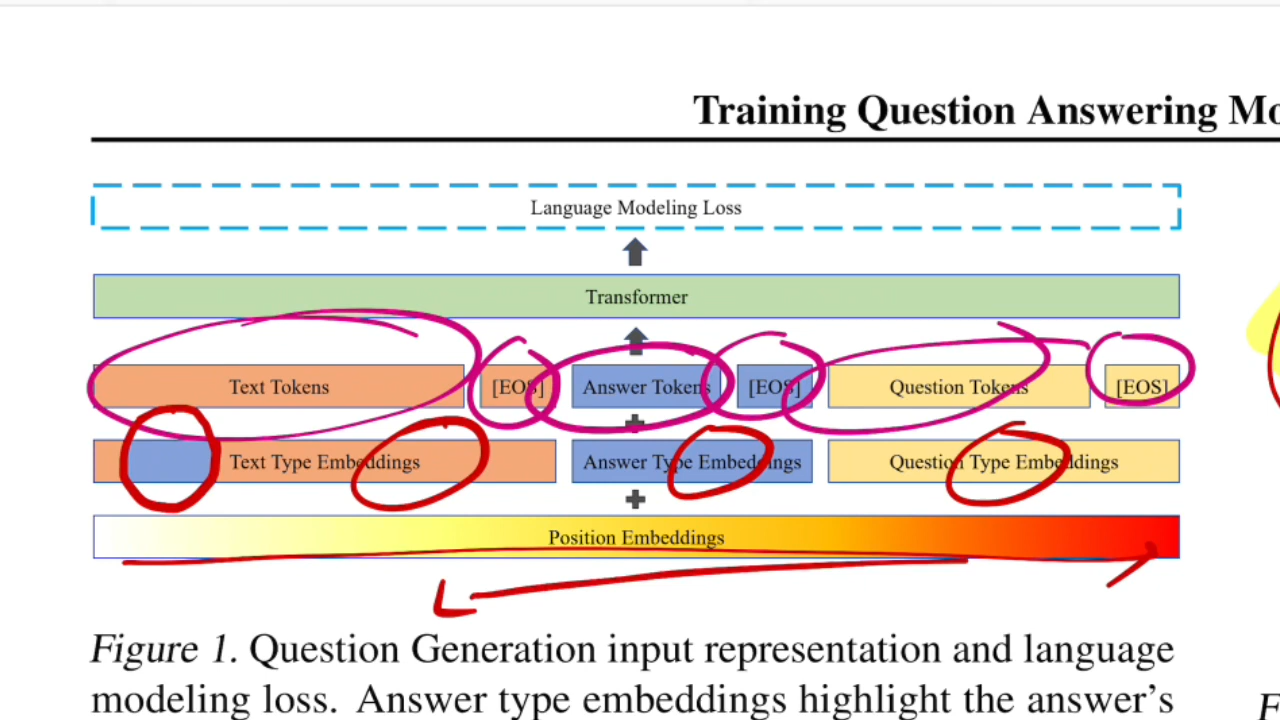 Training Question Answering Mo
Language Modeling Loss
Transformer
Text Tokens [EOS] Answer Tokens [EOS] Question Tokens [EOS]
Text Type Embeddings Answer Type Embeddings Question Type Embeddings
Position Embeddings
Figure 1. Question Generation input representation and language
modeling loss. Answer type embeddings highlight the answer's
F